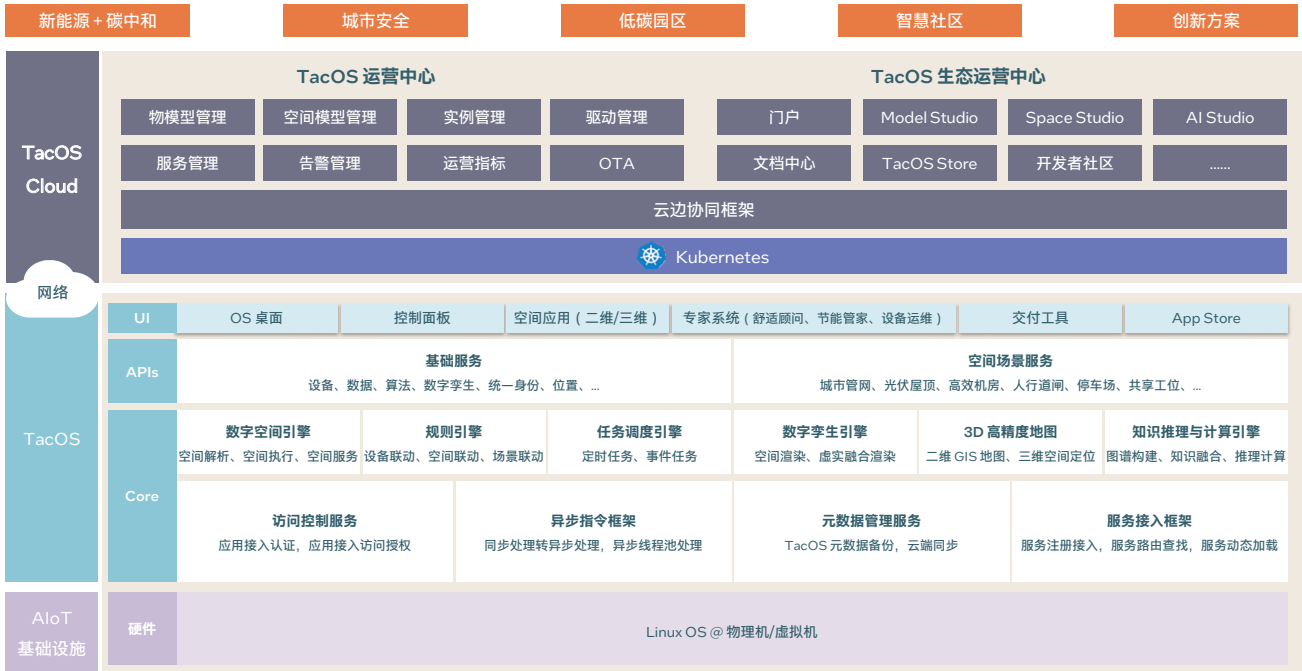 新能源 + 碳中和
城市安全
低碳园区
智慧社区
创新方案
TacOS
Cloud
TacOS 运营中心
物模型管理
空间模型管理
实例管理
驱动管理
服务管理
告警管理
运营指标
OTA
TacOS 生态运营中心
门户
Model Studio
Space Studio
AI Studio
文档中心
TacOS Store
开发者社区
......
云边协同框架
Kubernetes
网络
TacOS
UI
OS 桌面
控制面板
空间应用（二维/三维）
专家系统（舒适顾问、节能管家、设备运维）
交付工具
App Store
APIs
基础服务
设备、数据、算法、数字孪生、统一身份、位置、...
空间场景服务
城市管网、光伏屋顶、高效机房、人行道闸、停车场、共享工位、...
Core
数字空间引擎
空间解析、空间执行、空间服务
规则引擎
设备联动、空间联动、场景联动
任务调度引擎
定时任务、事件任务
数字孪生引擎
空间渲染、虚实融合渲染
3D 高精度地图
二维 GIS 地图、三维空间定位
知识推理与计算引擎
图谱构建、知识融合、推理计算
访问控制服务
应用接入认证，应用接入访问授权
异步指令框架
同步处理转异步处理，异步线程池处理
元数据管理服务
TacOS 元数据备份，云端同步
服务接入框架
服务注册接入，服务路由查找，服务动态加载
AIoT
基础设施
硬件
Linux OS @ 物理机/虚拟机